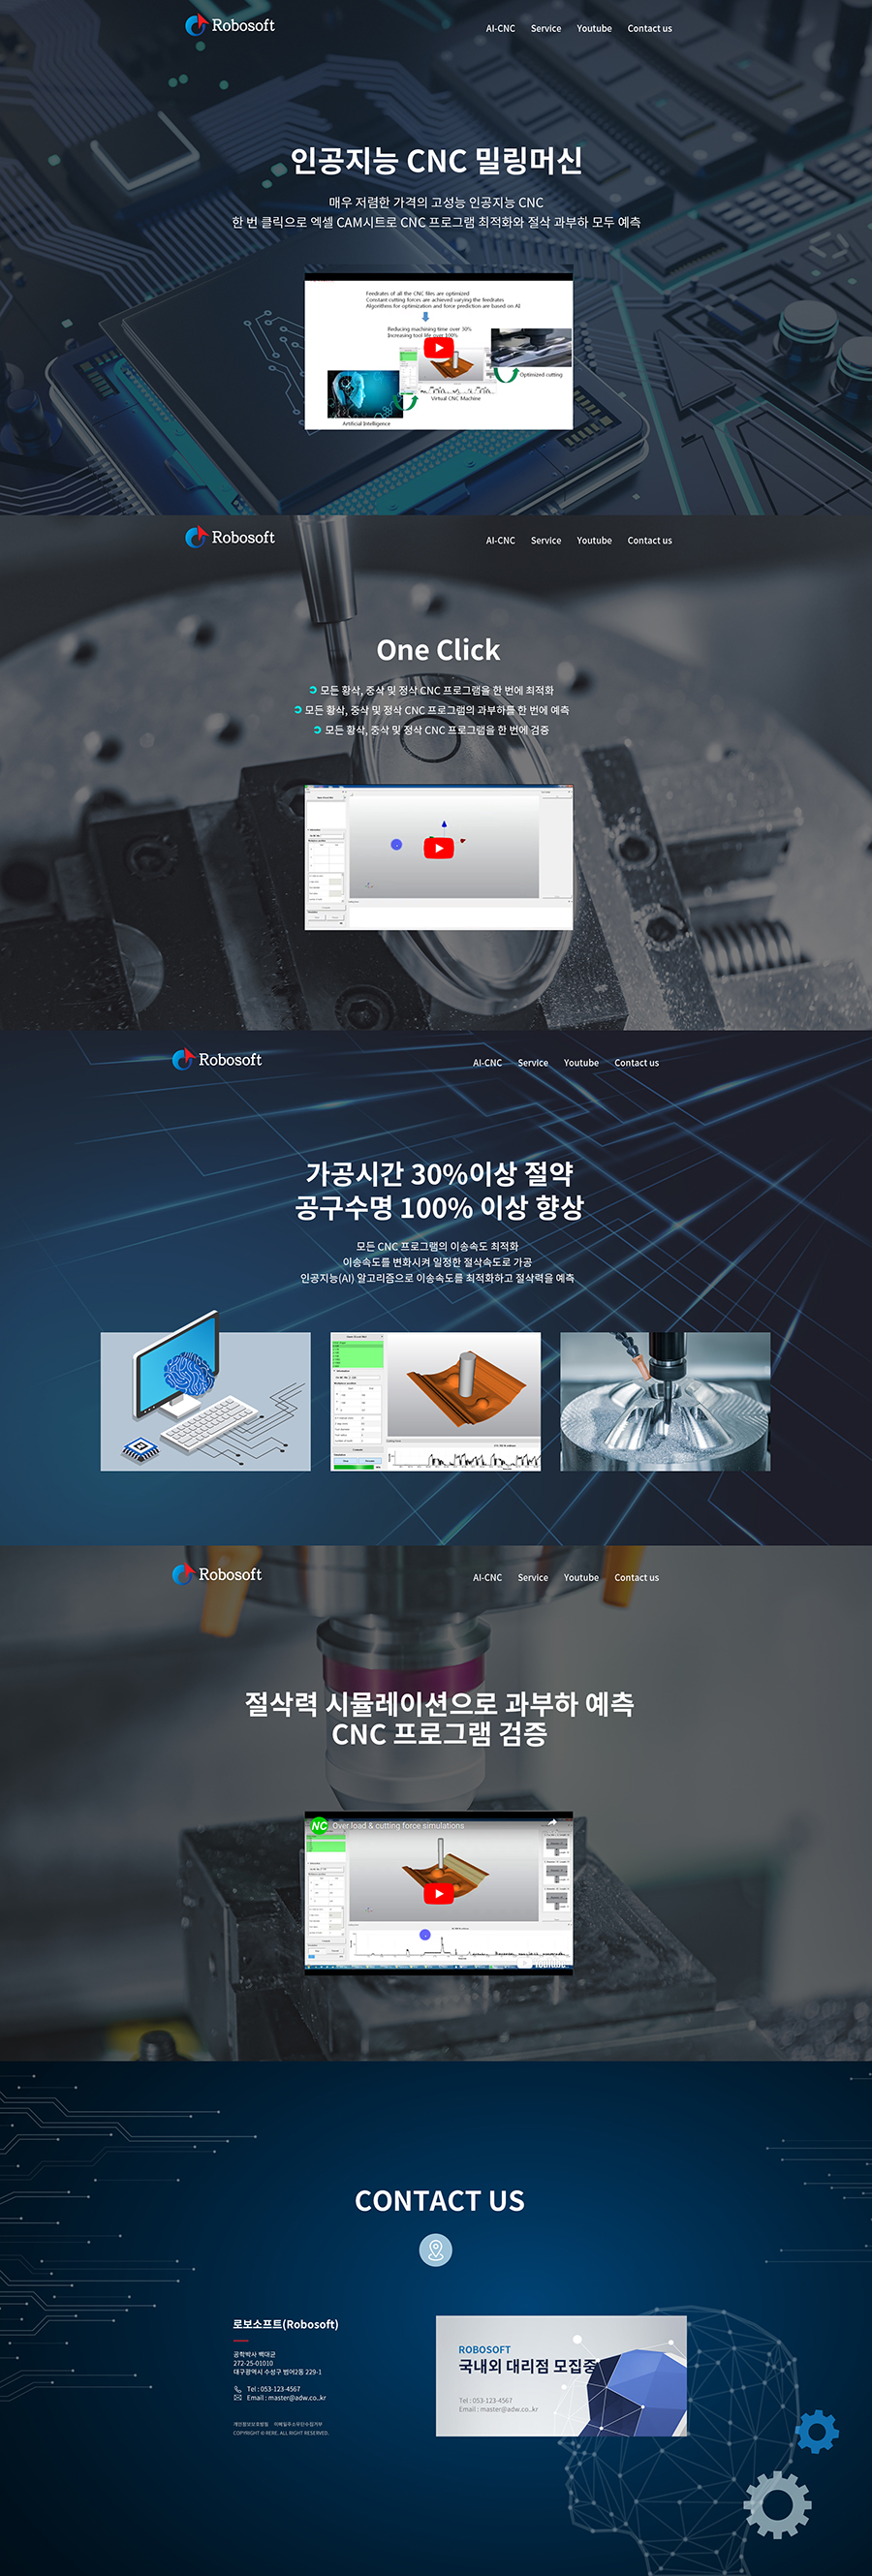 Robosoft
AI-CNC Service Youtube Contact us
인공지능 CNC 밀링머신
매우 저렴한 가격의 고성능 인공지능 CNC
한 번 클릭으로 엑셀 CAM시트로 CNC 프로그램 최적화와 절삭 과부하 모두 예측
Feedrates of all the CNC files are optimized
Constant cutting forces are achieved varying the feedrates
Algorithms for optimization and force prediction are based on AI
Reducing machining time over 30%
Increasing tool life over 100%
Optimized cutting
Virtual CNC Machine
Artificial Intelligence
Robosoft
AI-CNC Service Youtube Contact us
One Click
모든 황삭, 중삭 및 정삭 CNC 프로그램을 한 번에 최적화
모든 황삭, 중삭 및 정삭 CNC 프로그램의 과부하를 한 번에 예측
모든 황삭, 중삭 및 정삭 CNC 프로그램을 한 번에 검증
Robosoft
AI-CNC Service Youtube Contact us
가공시간 30%이상 절약
공구수명 100% 이상 향상
모든 CNC 프로그램의 이송속도 최적화
이송속도를 변화시켜 일정한 절삭속도로 가공
인공지능(AI) 알고리즘으로 이송속도를 최적화하고 절삭력을 예측
Robosoft
AI-CNC Service Youtube Contact us
절삭력 시뮬레이션으로 과부하 예측
CNC 프로그램 검증
NC Over load & cutting force simulations
CONTACT US
로보소프트(Robosoft)
공학박사 백대균
272-25-01010
대구광역시 수성구 범어2동 229-1
Tel : 053-123-4567
Email : master@adw.co,.kr
개인정보보호방침 이메일주소무단수집거부
COPYRIGHT © RERE. ALL RIGHT RESERVED.
ROBOSOFT
국내외 대리점 모집중
Tel : 053-123-4567
Email : master@adw.co,.kr